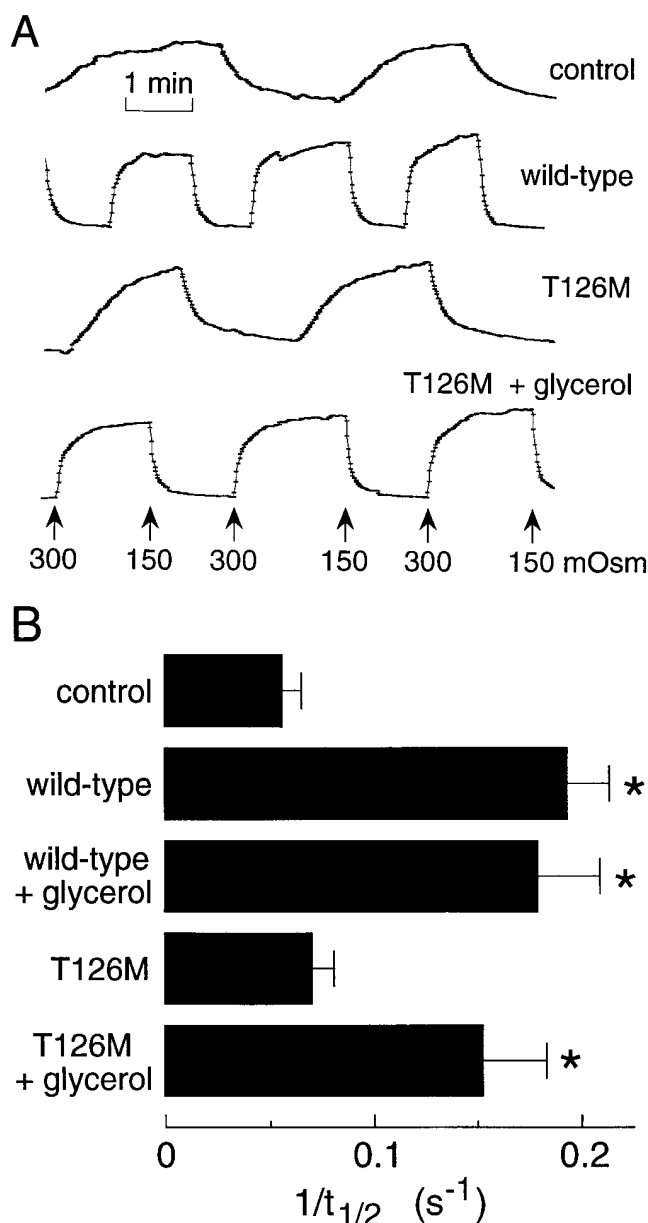 A
1 min
control
wild-type
T126M
T126M + glycerol
300 150 300 150 300 150 mOsm
B
control
wild-type
*
wild-type
+ glycerol
*
T126M
T126M
+ glycerol
*
0 0.1 0.2
1/t1/2 (s-1)